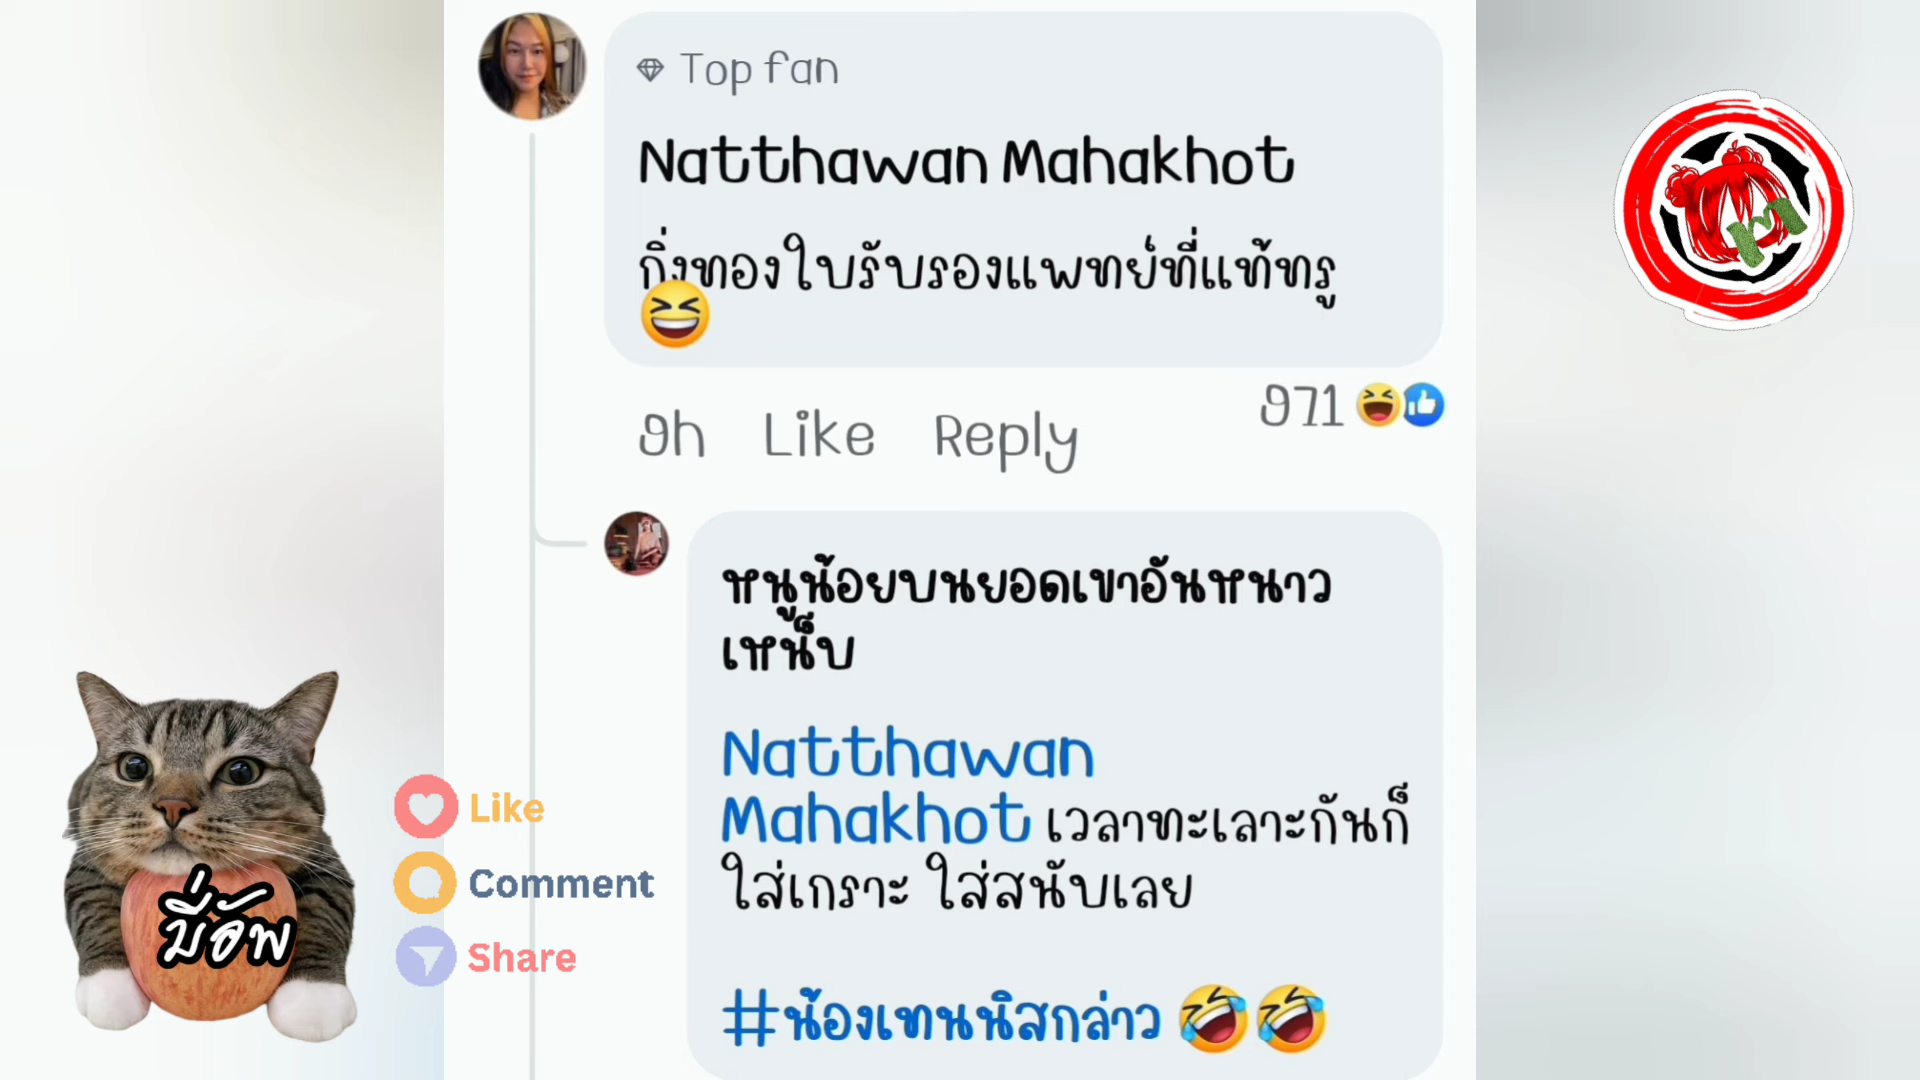 Top fan
Natthawan Mahakhot
กิ่งทองใบรับรองแพทย์ที่แท้ทรู
9h Like Reply 971
หนูน้อยบนยอดเขาอันหนาว
เหน็บ
Natthawan
Mahakhot เวลาทะเลาะกันก็
ใส่เกราะ ใส่สนับเลย
#น้องเทนนิสกล่าว
Like
Comment
Share
มี่อัพ